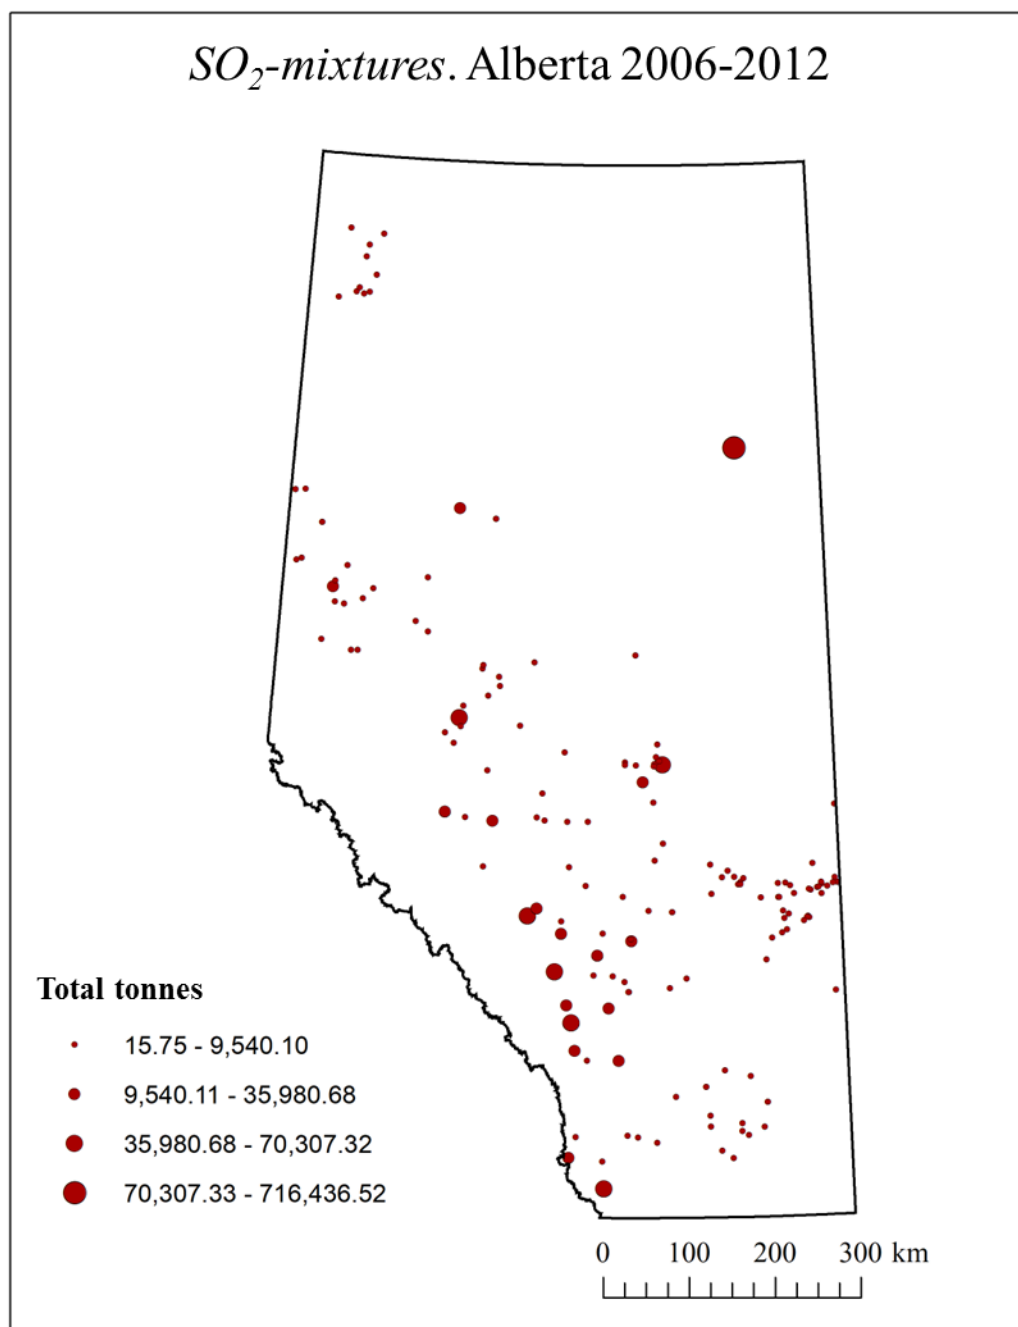 SO2-mixtures. Alberta 2006-2012
Total tonnes
15.75 - 9,540.10
9,540.11 - 35,980.68
35,980.68 - 70,307.32
70,307.33 - 716,436.52
0 100 200 300 km